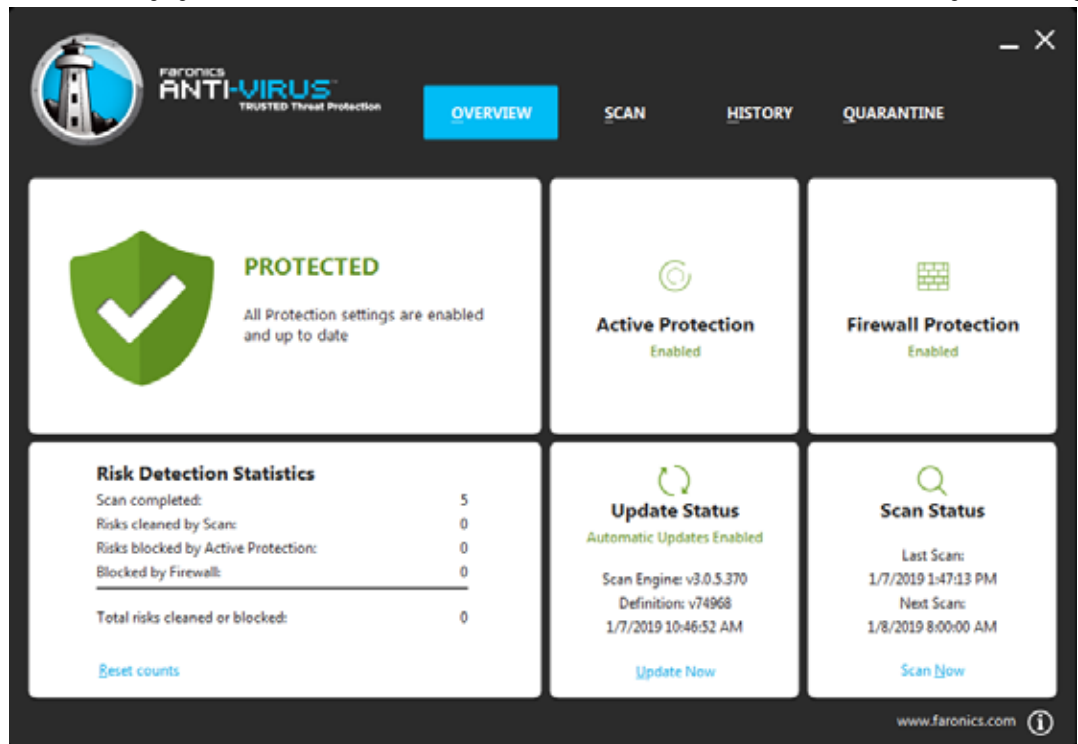 Faronics
ANTI-VIRUS™
TRUSTED Threat Protection
OVERVIEW
SCAN
HISTORY
QUARANTINE
PROTECTED
All Protection settings are enabled
and up to date
Active Protection
Enabled
Firewall Protection
Enabled
Risk Detection Statistics
Scan completed: 5
Risks cleaned by Scan: 0
Risks blocked by Active Protection: 0
Blocked by Firewall: 0
Total risks cleaned or blocked: 0
Reset counts
Update Status
Automatic Updates Enabled
Scan Engine: v3.0.5.370
Definition: v74968
1/7/2019 10:46:52 AM
Update Now
Scan Status
Last Scan:
1/7/2019 1:47:13 PM
Next Scan:
1/8/2019 8:00:00 AM
Scan Now
www.faronics.com